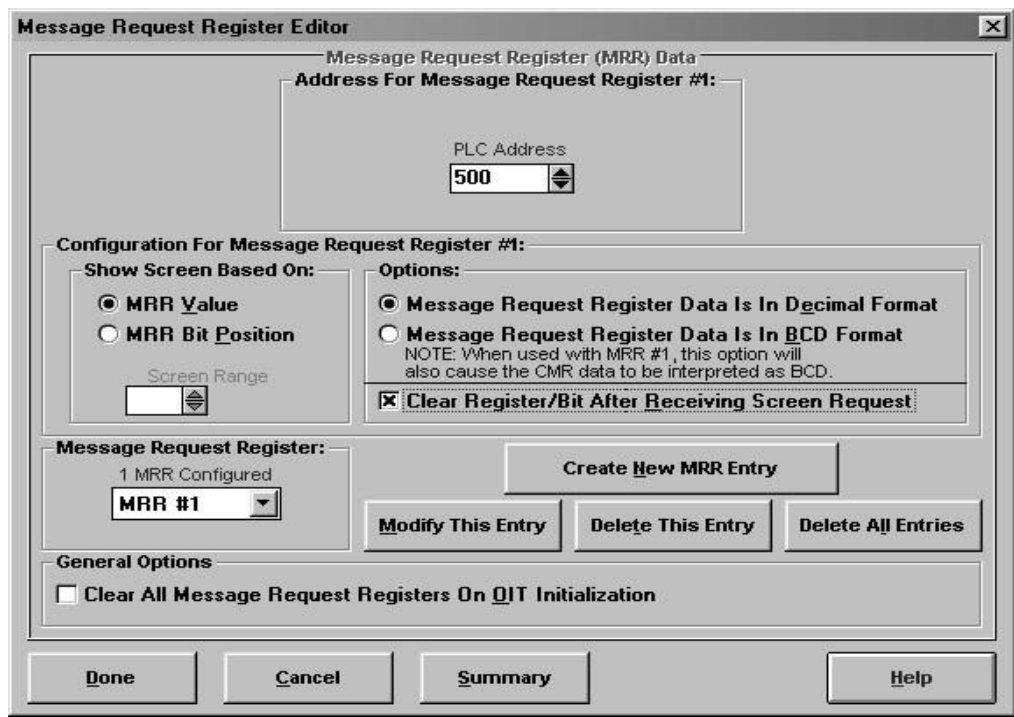 Message Request Register Editor
Message Request Register (MRR) Data
Address For Message Request Register #1:
PLC Address
500
Configuration For Message Request Register #1:
Show Screen Based On:
MRR Value
MRR Bit Position
Screen Range
Options:
Message Request Register Data Is In Decimal Format
Message Request Register Data Is In BCD Format
NOTE: When used with MRR #1, this option will
also cause the CMR data to be interpreted as BCD.
Clear Register/Bit After Receiving Screen Request
Message Request Register:
1 MRR Configured
MRR #1
Create New MRR Entry
Modify This Entry
Delete This Entry
Delete All Entries
General Options
Clear All Message Request Registers On OIT Initialization
Done
Cancel
Summary
Help